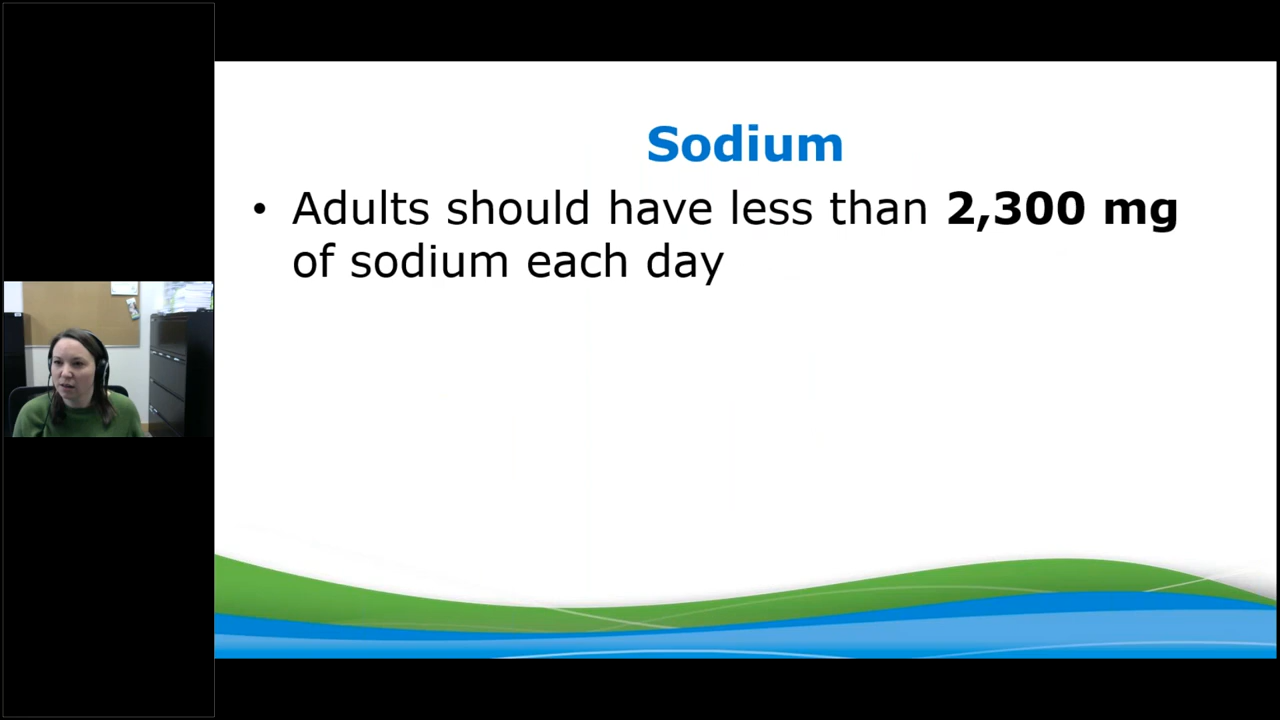 Sodium
• Adults should have less than 2,300 mg
of sodium each day